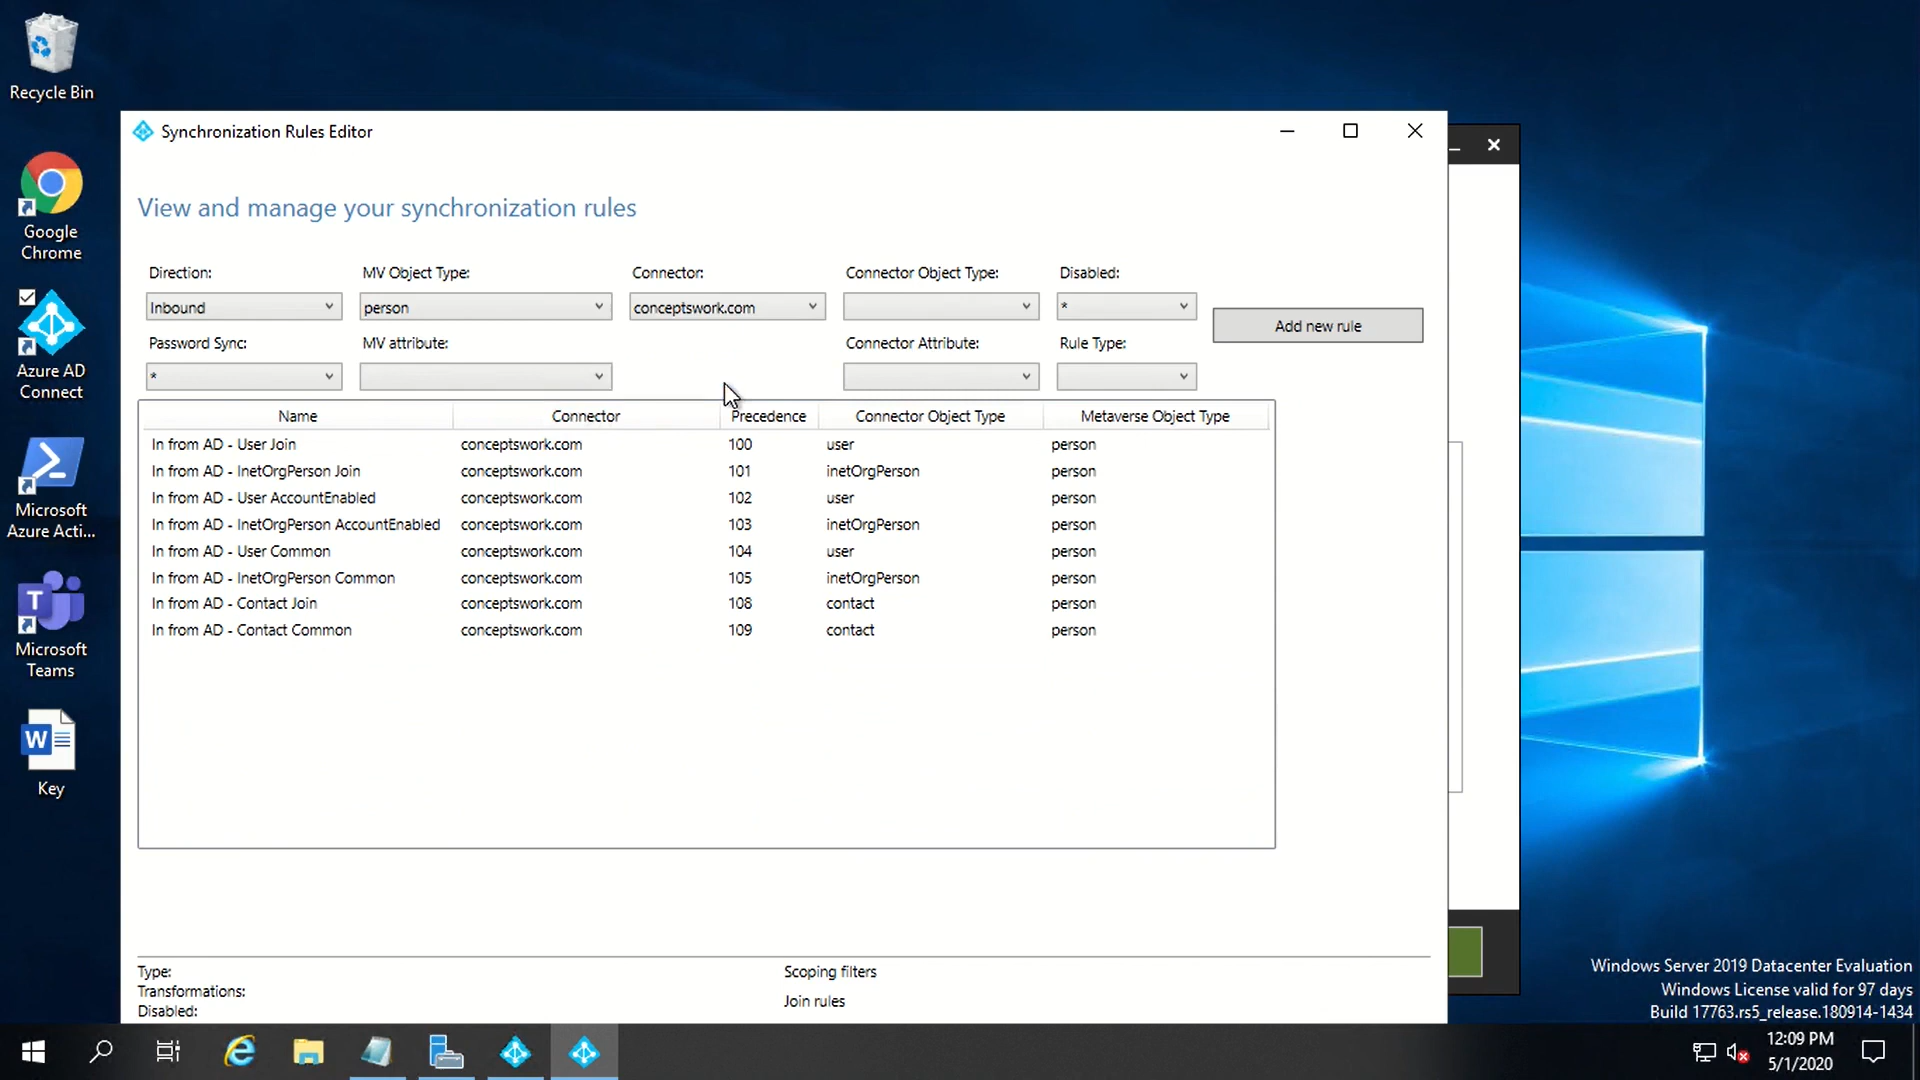 Recycle Bin
Google
Chrome
Azure AD
Connect
Microsoft
Azure Acti...
Microsoft
Teams
Key
Synchronization Rules Editor
View and manage your synchronization rules
Direction: MV Object Type: Connector: Connector Object Type: Disabled:
Inbound person conceptswork.com *
Add new rule
Password Sync: MV attribute: Connector Attribute: Rule Type:
*
Name Connector Precedence Connector Object Type Metaverse Object Type
In from AD - User Join conceptswork.com 100 user person
In from AD - InetOrgPerson Join conceptswork.com 101 inetOrgPerson person
In from AD - User AccountEnabled conceptswork.com 102 user person
In from AD - InetOrgPerson AccountEnabled conceptswork.com 103 inetOrgPerson person
In from AD - User Common conceptswork.com 104 user person
In from AD - InetOrgPerson Common conceptswork.com 105 inetOrgPerson person
In from AD - Contact Join conceptswork.com 108 contact person
In from AD - Contact Common conceptswork.com 109 contact person
Type: Scoping filters
Transformations:
Join rules
Disabled:
Windows Server 2019 Datacenter Evaluation
Windows License valid for 97 days
Build 17763.rs5_release.180914-1434
12:09 PM
5/1/2020